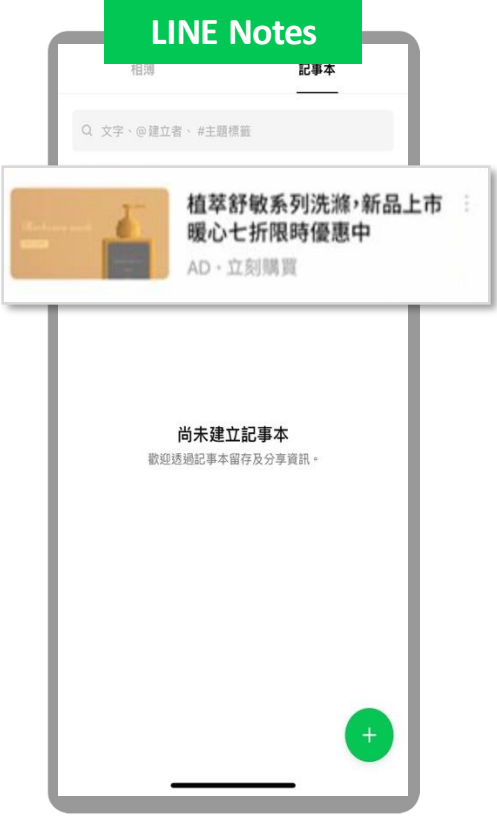 LINE Notes
相簿
記事本
文字、@建立者、 #主題標籤
植萃舒敏系列洗滌,新品上市
暖心七折限時優惠中
AD・立刻購買
尚未建立記事本
歡迎透過記事本留存及分享資訊。
+